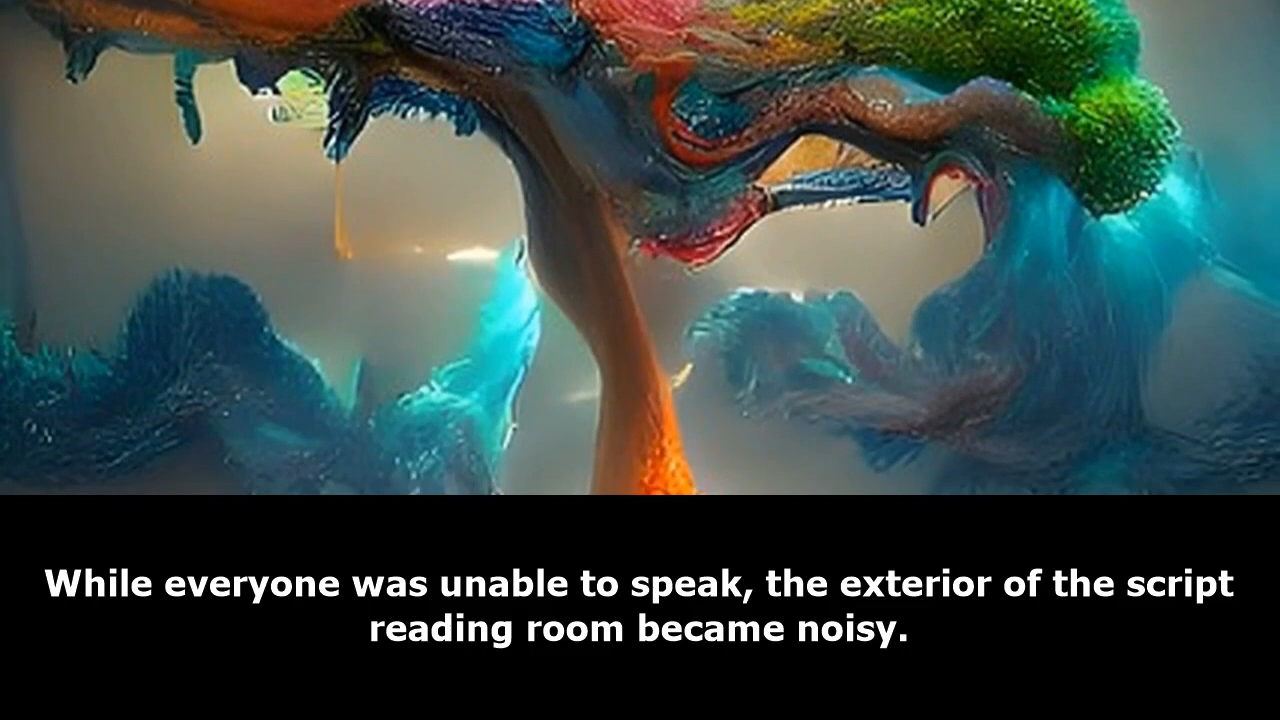 While everyone was unable to speak, the exterior of the script
reading room became noisy.